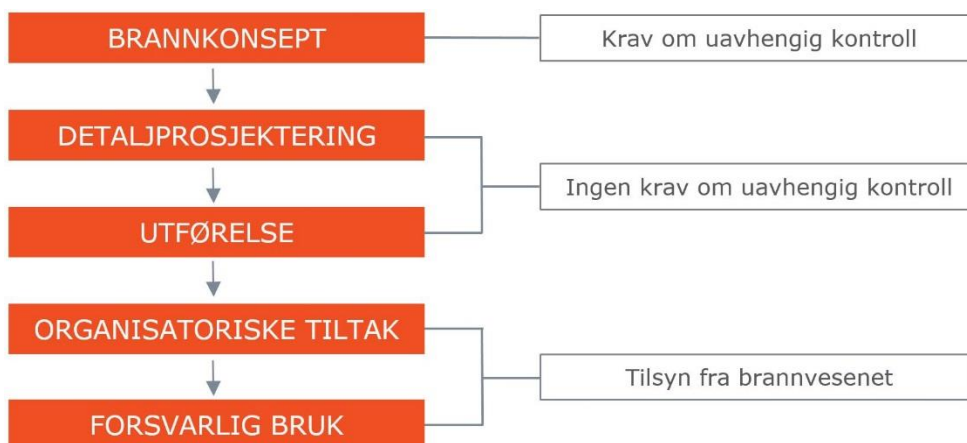 BRANNKONSEPT
Krav om uavhengig kontroll
DETALJPROSJEKTERING
Ingen krav om uavhengig kontroll
UTFØRELSE
ORGANISATORISKE TILTAK
Tilsyn fra brannvesenet
FORSVARLIG BRUK